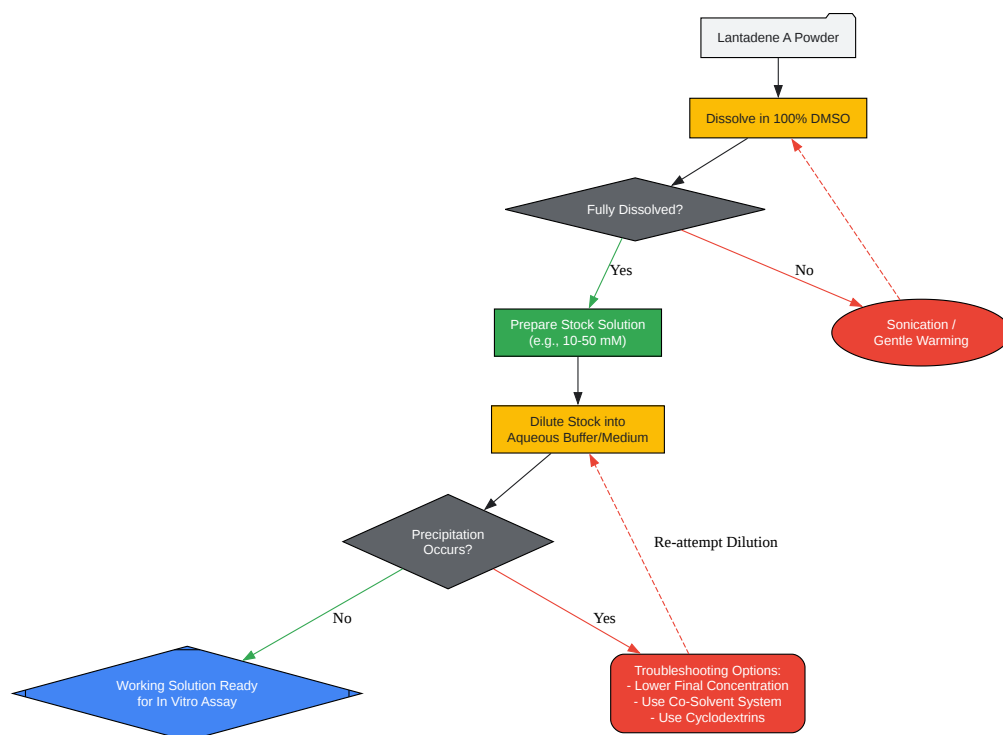 Lantadene A Powder
Dissolve in 100% DMSO
Fully Dissolved?
Yes
No
Prepare Stock Solution
(e.g., 10-50 mM)
Sonication /
Gentle Warming
Dilute Stock into
Aqueous Buffer/Medium
Precipitation
Occurs?
Re-attempt Dilution
No
Yes
Working Solution Ready
for In Vitro Assay
Troubleshooting Options:
- Lower Final Concentration
- Use Co-Solvent System
- Use Cyclodextrins